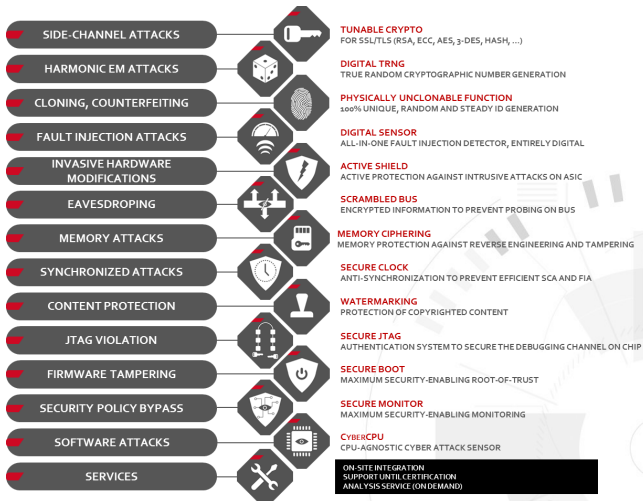 SIDE-CHANNEL ATTACKS
TUNABLE CRYPTO
FOR SSL/TLS (RSA, ECC, AES, 3-DES, HASH, ...)
HARMONIC EM ATTACKS
DIGITAL TRNG
TRUE RANDOM CRYPTOGRAPHIC NUMBER GENERATION
CLONING, COUNTERFEITING
PHYSICALLY UNCLONABLE FUNCTION
100% UNIQUE, RANDOM AND STEADY ID GENERATION
FAULT INJECTION ATTACKS
DIGITAL SENSOR
ALL-IN-ONE FAULT INJECTION DETECTOR, ENTIRELY DIGITAL
INVASIVE HARDWARE
MODIFICATIONS
ACTIVE SHIELD
ACTIVE PROTECTION AGAINST INTRUSIVE ATTACKS ON ASIC
EAVESDROPING
SCRAMBLED BUS
ENCRYPTED INFORMATION TO PREVENT PROBING ON BUS
MEMORY ATTACKS
MEMORY CIPHERING
MEMORY PROTECTION AGAINST REVERSE ENGINEERING AND TAMPERING
SYNCHRONIZED ATTACKS
SECURE CLOCK
ANTI-SYNCHRONIZATION TO PREVENT EFFICIENT SCA AND FIA
CONTENT PROTECTION
WATERMARKING
PROTECTION OF COPYRIGHTED CONTENT
JTAG VIOLATION
SECURE JTAG
AUTHENTICATION SYSTEM TO SECURE THE DEBUGGING CHANNEL ON CHIP
FIRMWARE TAMPERING
SECURE BOOT
MAXIMUM SECURITY-ENABLING ROOT-OF-TRUST
SECURITY POLICY BYPASS
SECURE MONITOR
MAXIMUM SECURITY-ENABLING MONITORING
SOFTWARE ATTACKS
CYBERCPU
CPU-AGNOSTIC CYBER ATTACK SENSOR
SERVICES
ON-SITE INTEGRATION
SUPPORT UNTIL CERTIFICATION
ANALYSIS SERVICE (ON DEMAND)